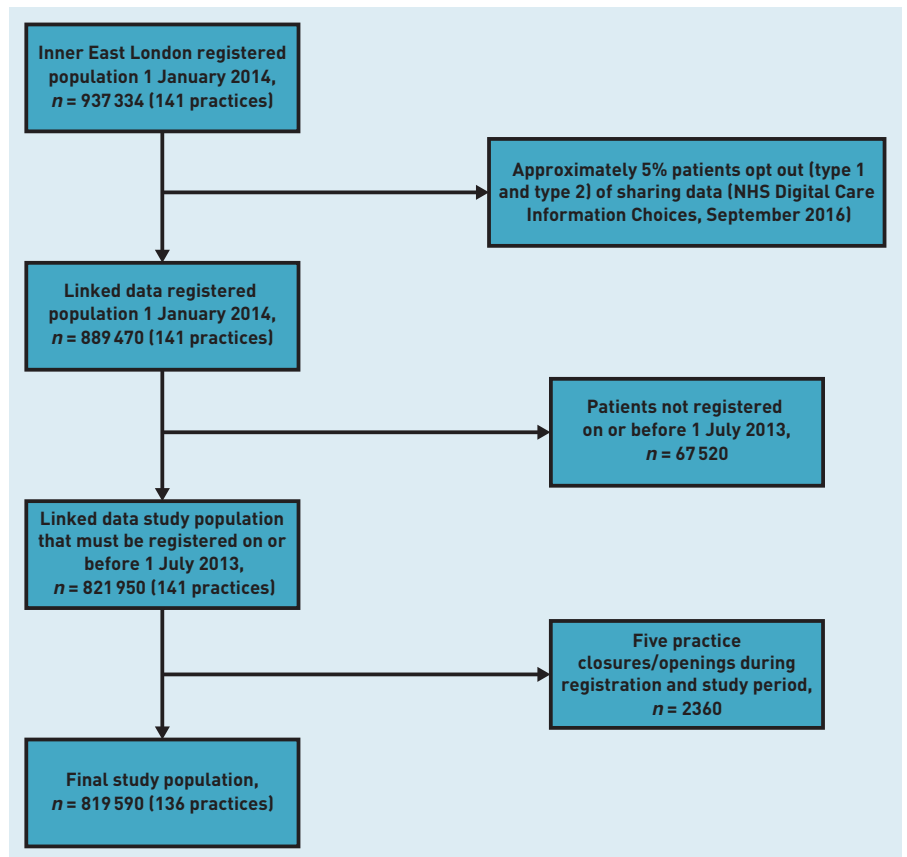 Inner East London registered
population 1 January 2014,
n = 937 334 (141 practices)
Approximately 5% patients opt out (type 1
and type 2) of sharing data (NHS Digital Care
Information Choices, September 2016)
Linked data registered
population 1 January 2014,
n = 889 470 (141 practices)
Patients not registered
on or before 1 July 2013,
n = 67 520
Linked data study population
that must be registered on or
before 1 July 2013,
n = 821 950 (141 practices)
Five practice
closures/openings during
registration and study period,
n = 2360
Final study population,
n = 819 590 (136 practices)